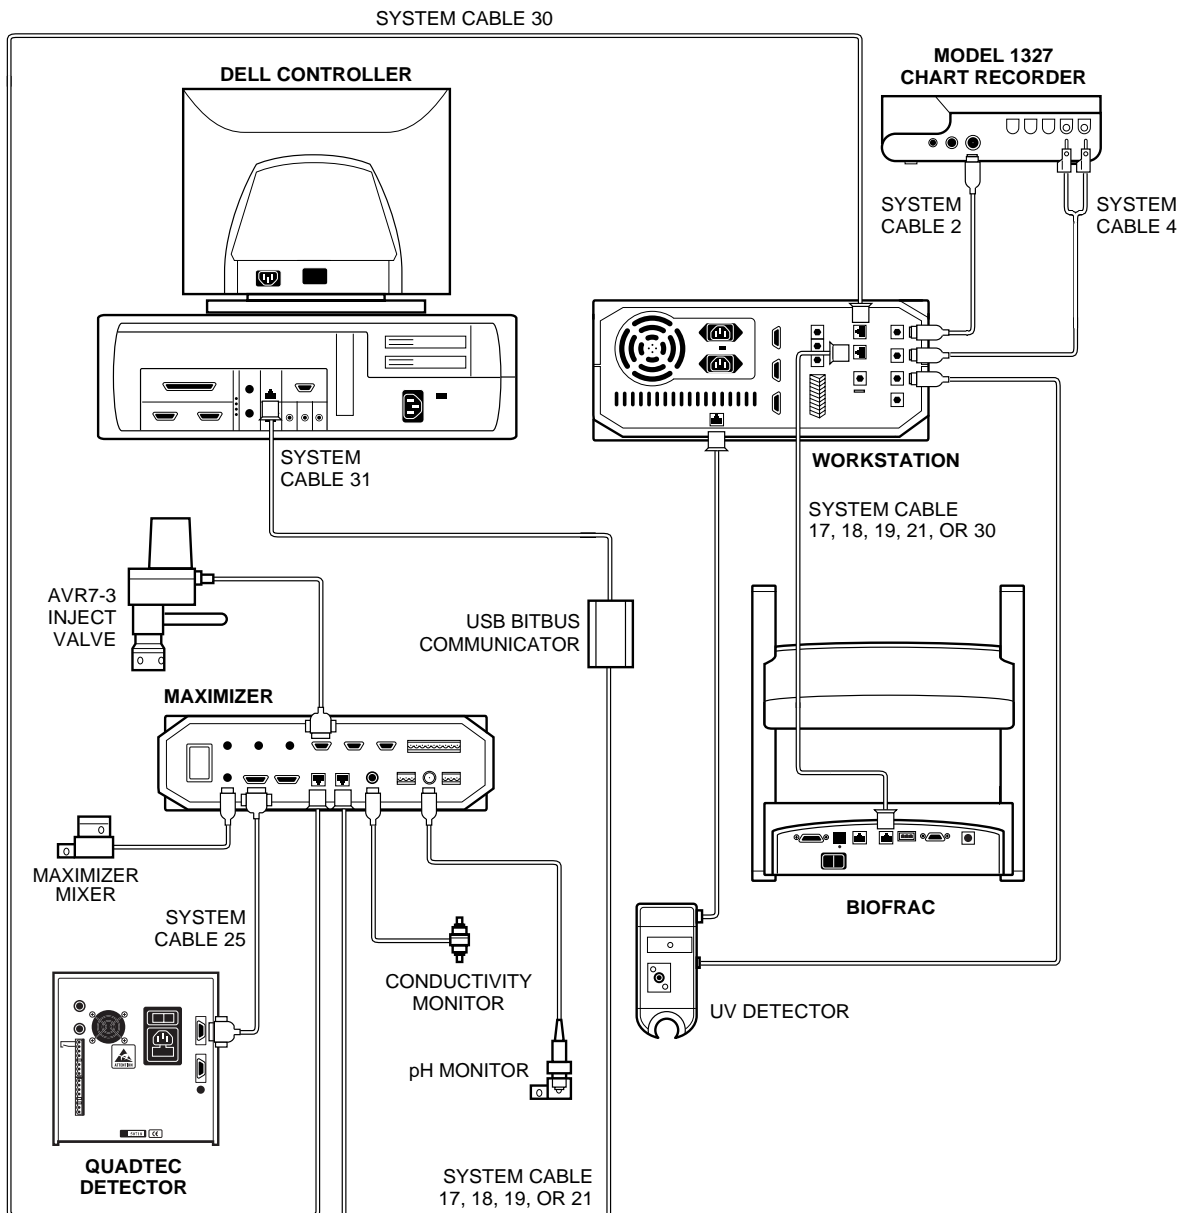 SYSTEM CABLE 30
DELL CONTROLLER
MODEL 1327
CHART RECORDER
SYSTEM
CABLE 2
SYSTEM
CABLE 4
WORKSTATION
SYSTEM
CABLE 31
SYSTEM CABLE
17, 18, 19, 21, OR 30
AVR7-3
INJECT
VALVE
USB BITBUS
COMMUNICATOR
MAXIMIZER
MAXIMIZER
MIXER
SYSTEM
CABLE 25
BIOFRAC
CONDUCTIVITY
MONITOR
UV DETECTOR
pH MONITOR
ATTENTION
QUADTEC
DETECTOR
SYSTEM CABLE
17, 18, 19, OR 21